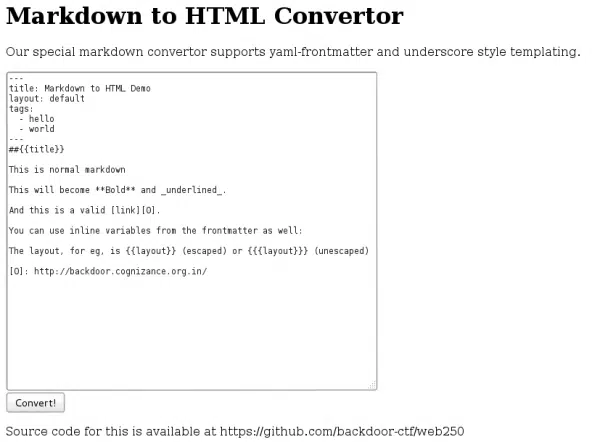 Markdown to HTML Convertor
Our special markdown convertor supports yaml-frontmatter and underscore style templating.
---
title: Markdown to HTML Demo
layout: default
tags:
  - hello
  - world
---
##{{title}}
This is normal markdown
This will become **Bold** and _underlined_.
And this is a valid [link][0].
You can use inline variables from the frontmatter as well:
The layout, for eg, is {{layout}} (escaped) or {{{layout}}} (unescaped)
[0]: http://backdoor.cognizance.org.in/
Convert!
Source code for this is available at https://github.com/backdoor-ctf/web250